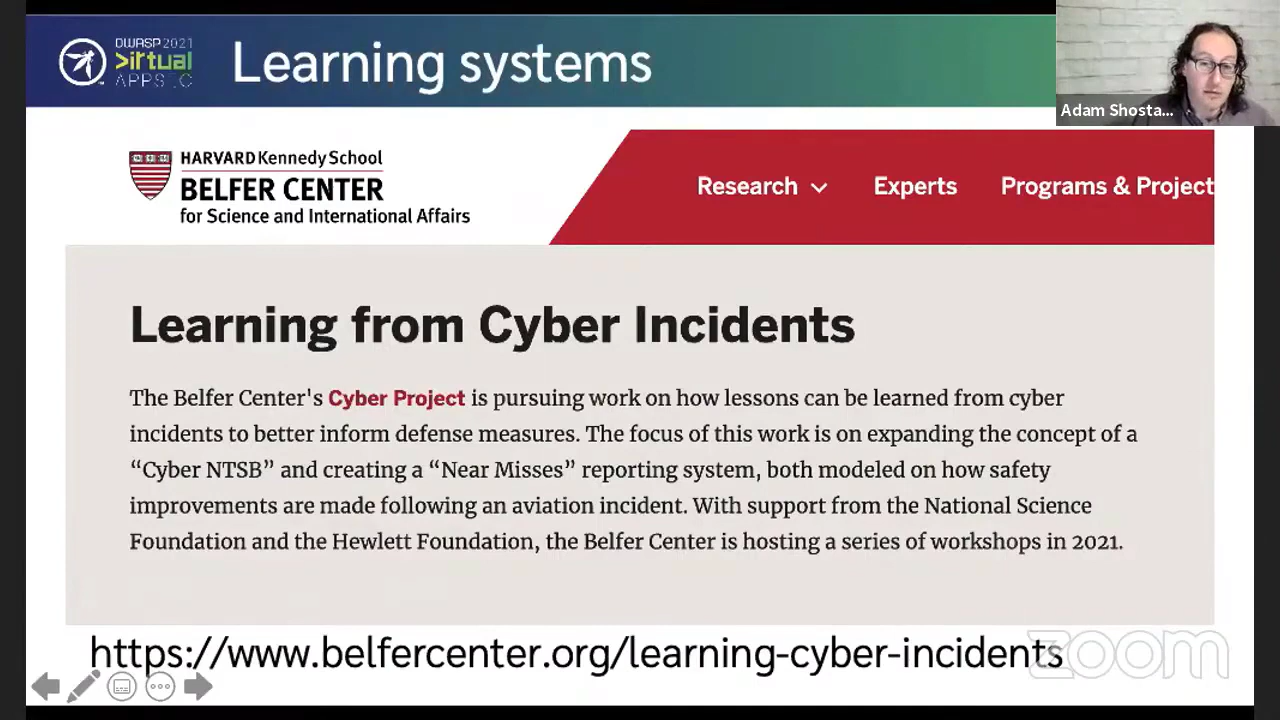 OWASP 2021
Virtual
APPSEC
Learning systems
Adam Shosta...
HARVARD Kennedy School
BELFER CENTER
for Science and International Affairs
Research
Experts
Programs & Project
Learning from Cyber Incidents
The Belfer Center's Cyber Project is pursuing work on how lessons can be learned from cyber
incidents to better inform defense measures. The focus of this work is on expanding the concept of a
“Cyber NTSB” and creating a “Near Misses” reporting system, both modeled on how safety
improvements are made following an aviation incident. With support from the National Science
Foundation and the Hewlett Foundation, the Belfer Center is hosting a series of workshops in 2021.
https://www.belfercenter.org/learning-cyber-incidents
zoom